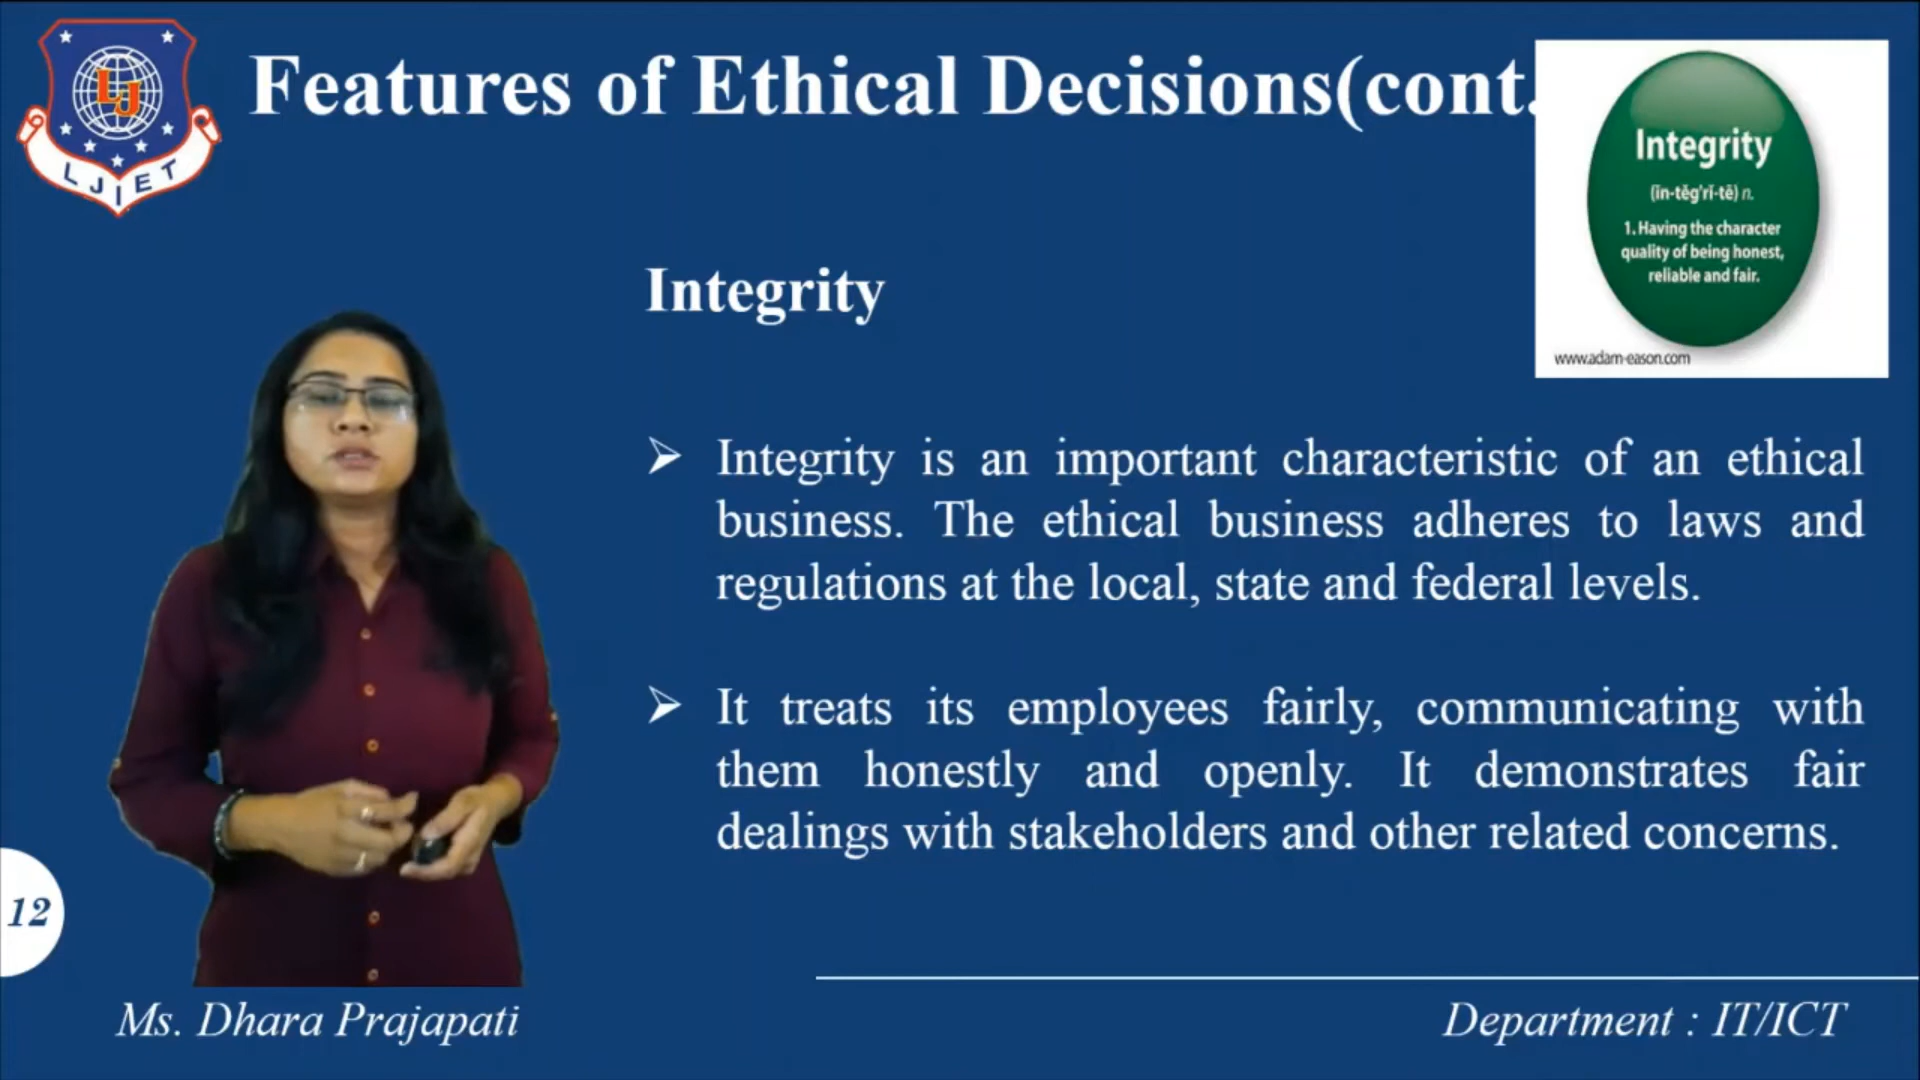 LJ
LJIET
Features of Ethical Decisions(cont.
Integrity
(in-tĕg'rĭ-tē) n.
1. Having the character
quality of being honest,
reliable and fair.
www.adam-eason.com
Integrity
➢ Integrity is an important characteristic of an ethical
business. The ethical business adheres to laws and
regulations at the local, state and federal levels.
➢ It treats its employees fairly, communicating with
them honestly and openly. It demonstrates fair
dealings with stakeholders and other related concerns.
12
Ms. Dhara Prajapati
Department : IT/ICT